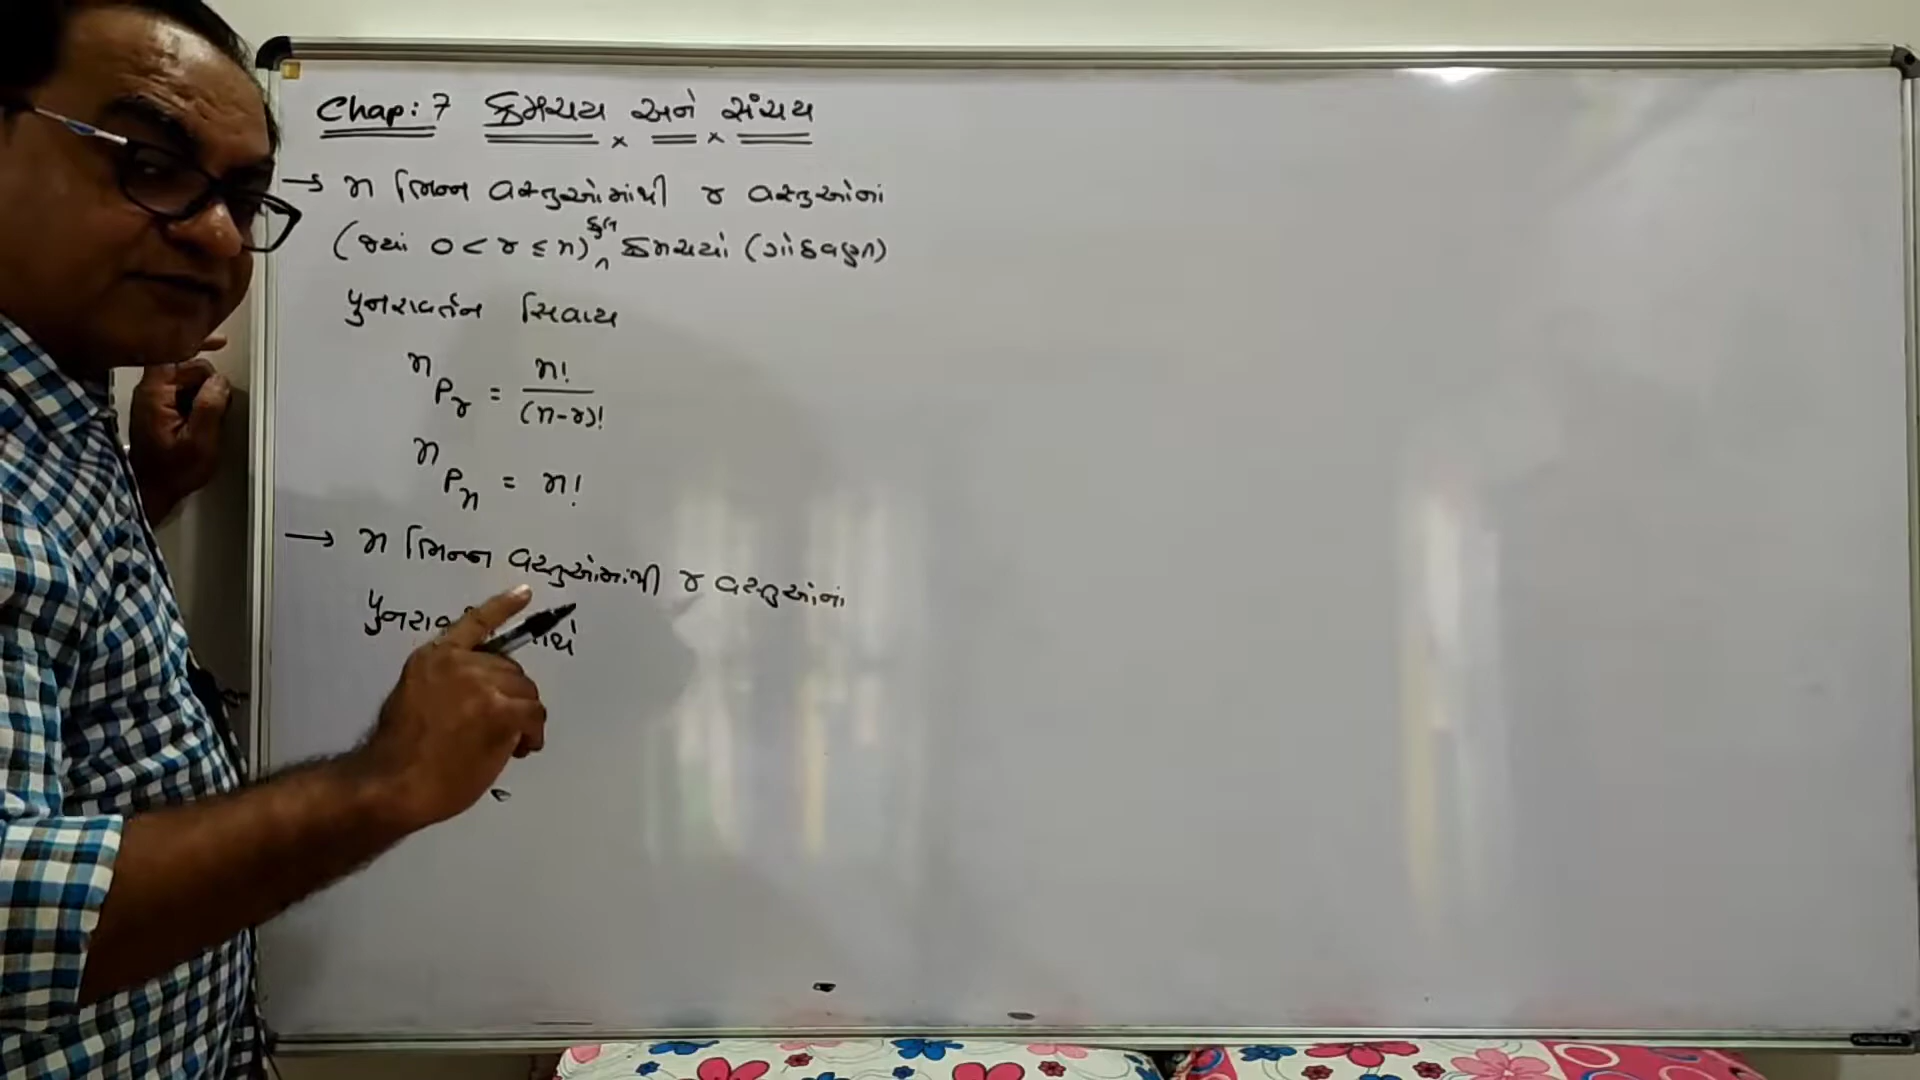 Chap: 7 ક્રમચય અને સંચય
→ n ભિન્ન વસ્તુઓમાંથી r વસ્તુઓના
(જ્યાં 0 < r ≤ n) કુલ ક્રમચયો (ગોઠવણી)
પુનરાવર્તન સિવાય
ⁿPᵣ = n! / (n-r)!
ⁿPₙ = n!
→ n ભિન્ન વસ્તુઓમાંથી r વસ્તુઓનાં